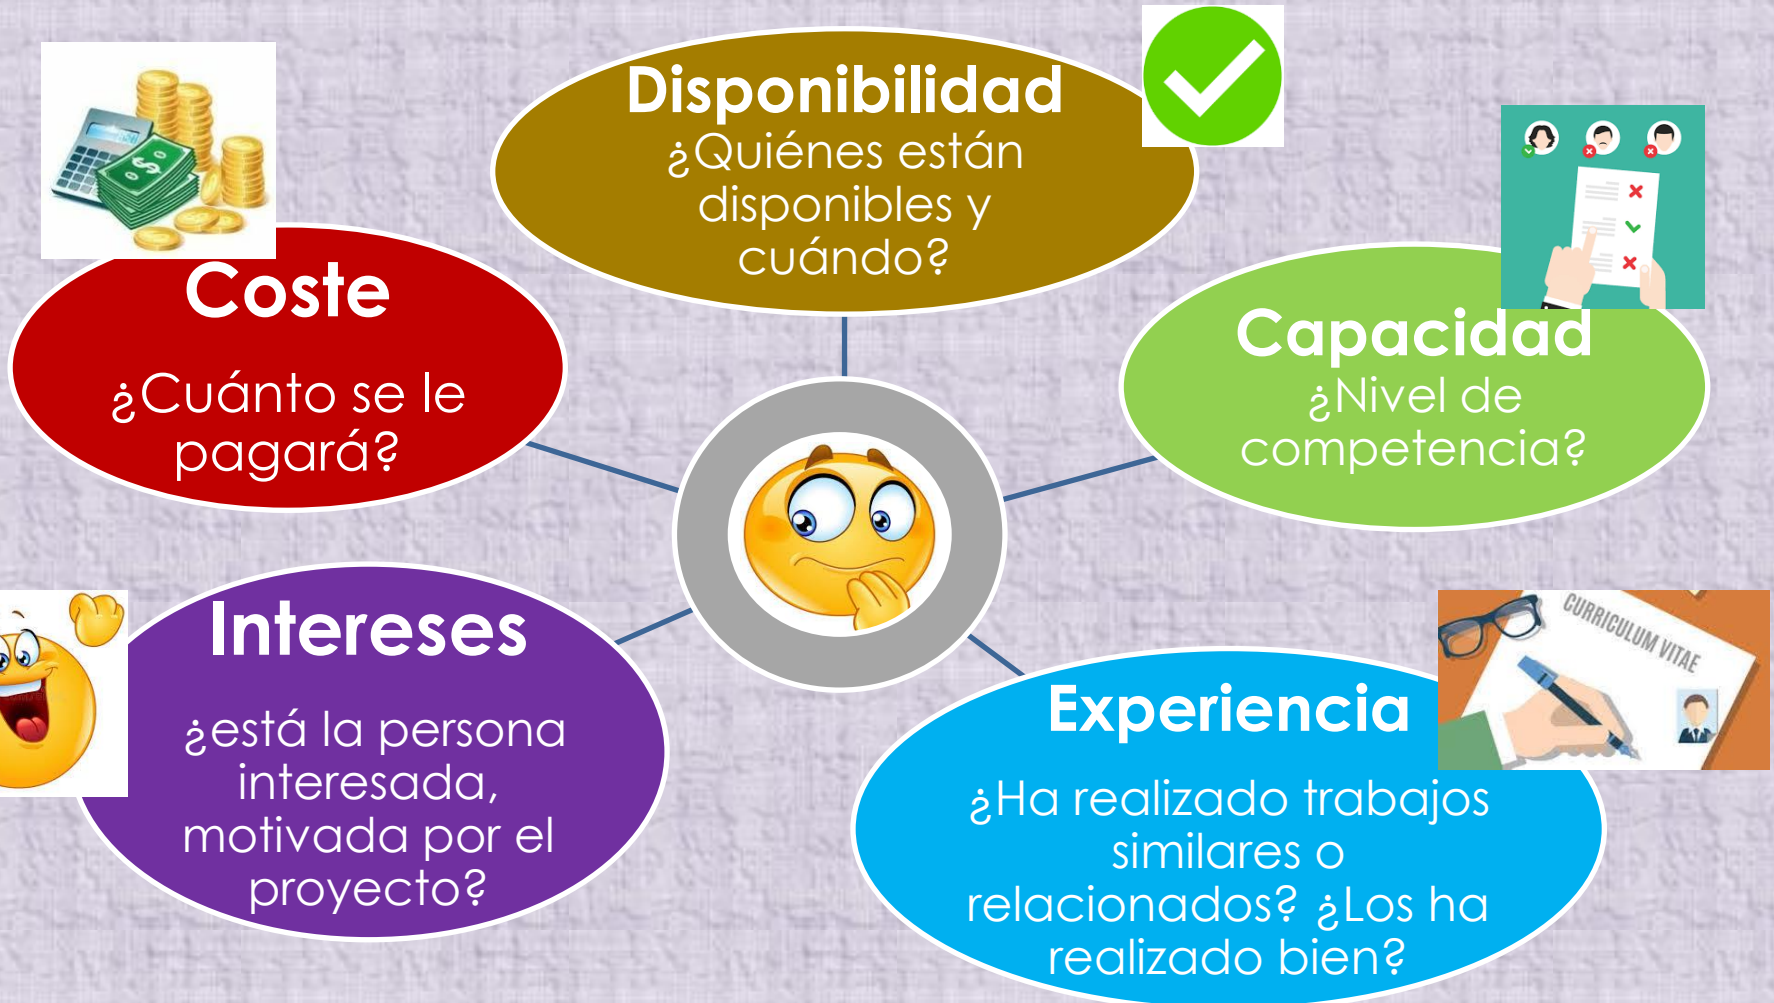 Disponibilidad
¿Quiénes están
disponibles y
cuándo?
Coste
¿Cuánto se le
pagará?
Capacidad
¿Nivel de
competencia?
Intereses
¿está la persona
interesada,
motivada por el
proyecto?
CURRICULUM VITAE
Experiencia
¿Ha realizado trabajos
similares o
relacionados? ¿Los ha
realizado bien?